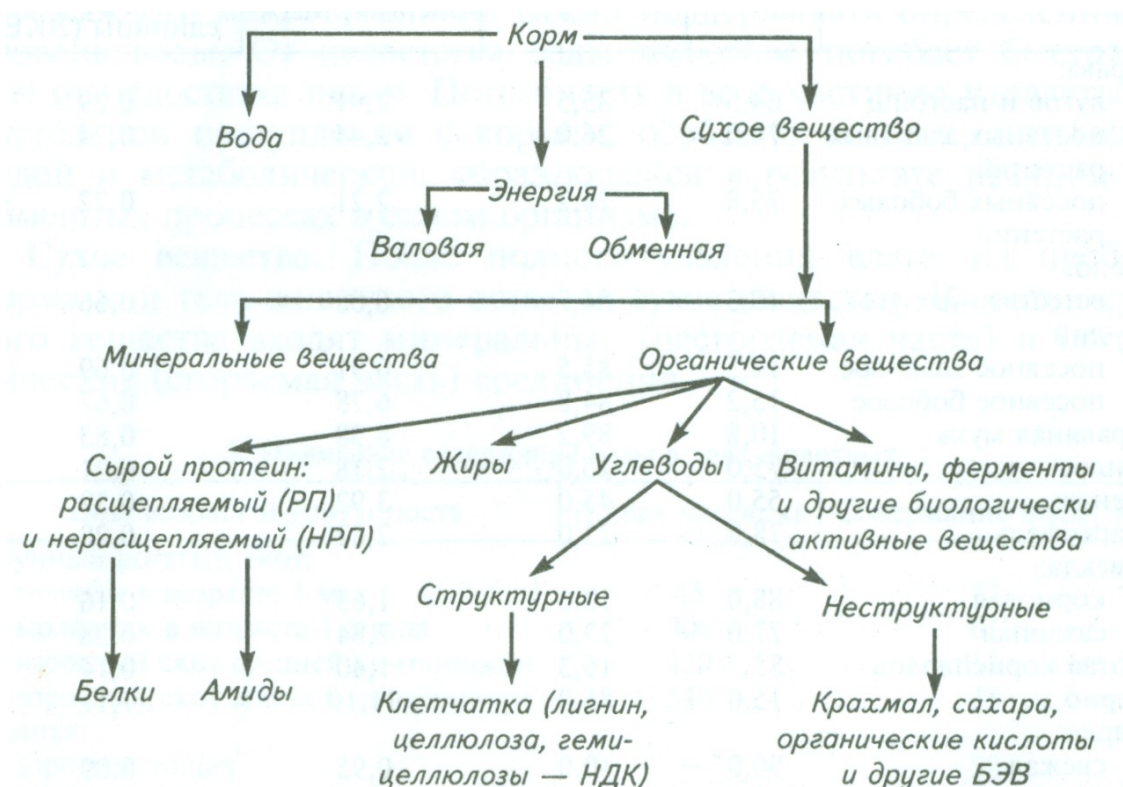 Корм
Вода
Сухое вещество
Энергия
Валовая
Обменная
Минеральные вещества
Органические вещества
Сырой протеин:
расщепляемый (РП)
и нерасщепляемый (НРП)
Жиры
Углеводы
Витамины, ферменты
и другие биологически
активные вещества
Структурные
Неструктурные
Белки
Амиды
Клетчатка (лигнин,
целлюлоза, геми-
целлюлозы — НДК)
Крахмал, сахара,
органические кислоты
и другие БЭВ